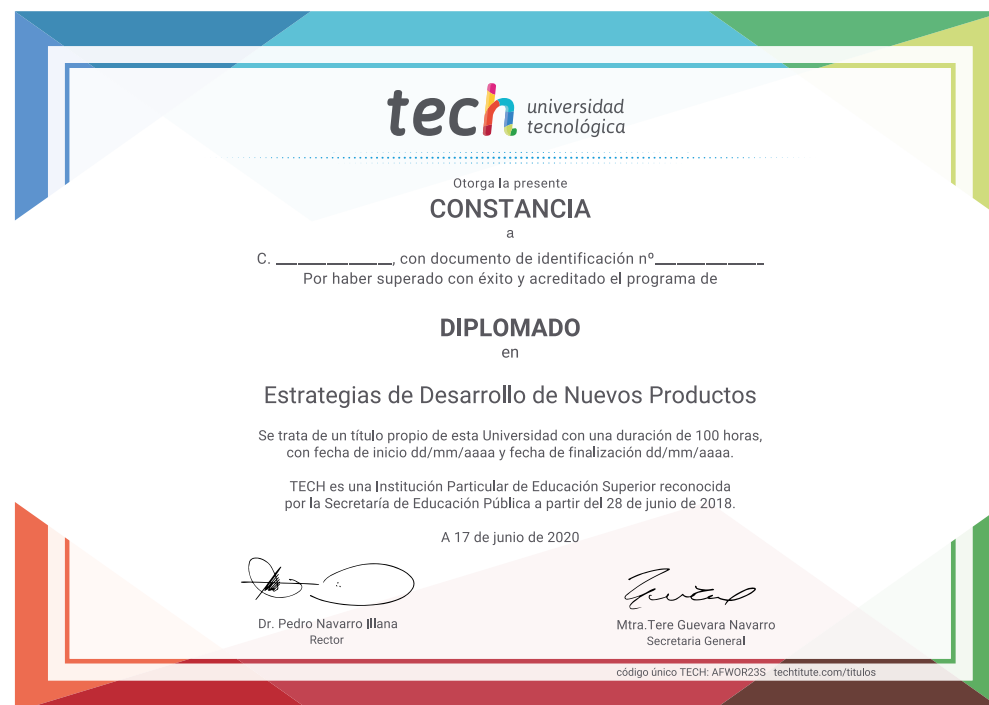 tech universidad
tecnológica
Otorga la presente
CONSTANCIA
a
C. ______________, con documento de identificación nº_____________
Por haber superado con éxito y acreditado el programa de
DIPLOMADO
en
Estrategias de Desarrollo de Nuevos Productos
Se trata de un título propio de esta Universidad con una duración de 100 horas,
con fecha de inicio dd/mm/aaaa y fecha de finalización dd/mm/aaaa.
TECH es una Institución Particular de Educación Superior reconocida
por la Secretaría de Educación Pública a partir del 28 de junio de 2018.
A 17 de junio de 2020
Dr. Pedro Navarro Illana
Rector
Mtra.Tere Guevara Navarro
Secretaria General
código único TECH: AFWOR23S techtitute.com/titulos